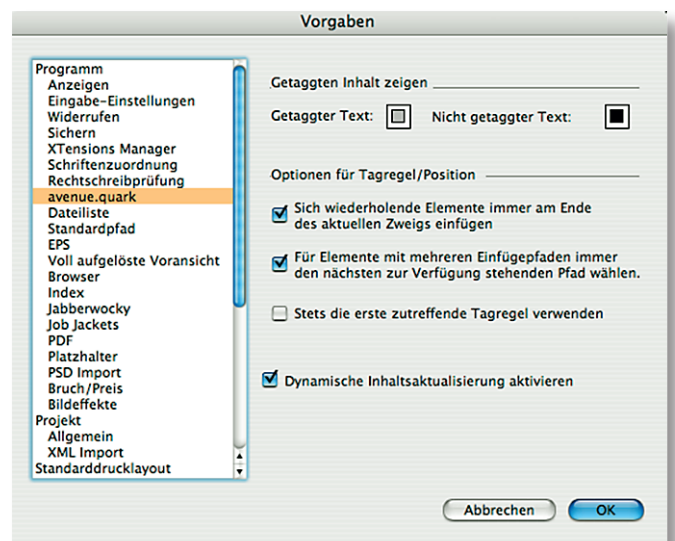 Vorgaben
Programm
Anzeigen
Eingabe-Einstellungen
Widerrufen
Sichern
XTensions Manager
Schriftenzuordnung
Rechtschreibprüfung
avenue.quark
Dateiliste
Standardpfad
EPS
Voll aufgelöste Voransicht
Browser
Index
Jabberwocky
Job Jackets
PDF
Platzhalter
PSD Import
Bruch/Preis
Bildeffekte
Projekt
Allgemein
XML Import
Standarddrucklayout
Getaggten Inhalt zeigen
Getaggter Text: Nicht getaggter Text:
Optionen für Tagregel/Position
Sich wiederholende Elemente immer am Ende
des aktuellen Zweigs einfügen
Für Elemente mit mehreren Einfügepfaden immer
den nächsten zur Verfügung stehenden Pfad wählen.
Stets die erste zutreffende Tagregel verwenden
Dynamische Inhaltsaktualisierung aktivieren
Abbrechen OK